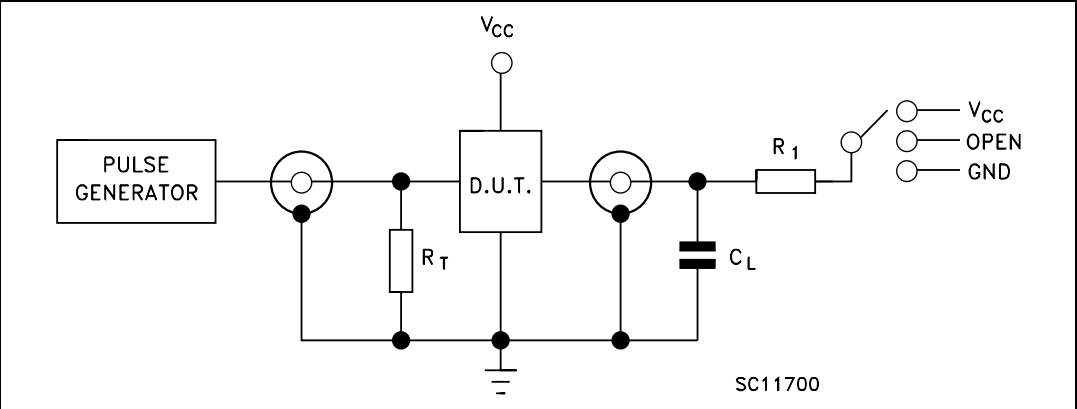 VCC
PULSE
GENERATOR
RT
D.U.T.
CL
R1
VCC
OPEN
GND
SC11700